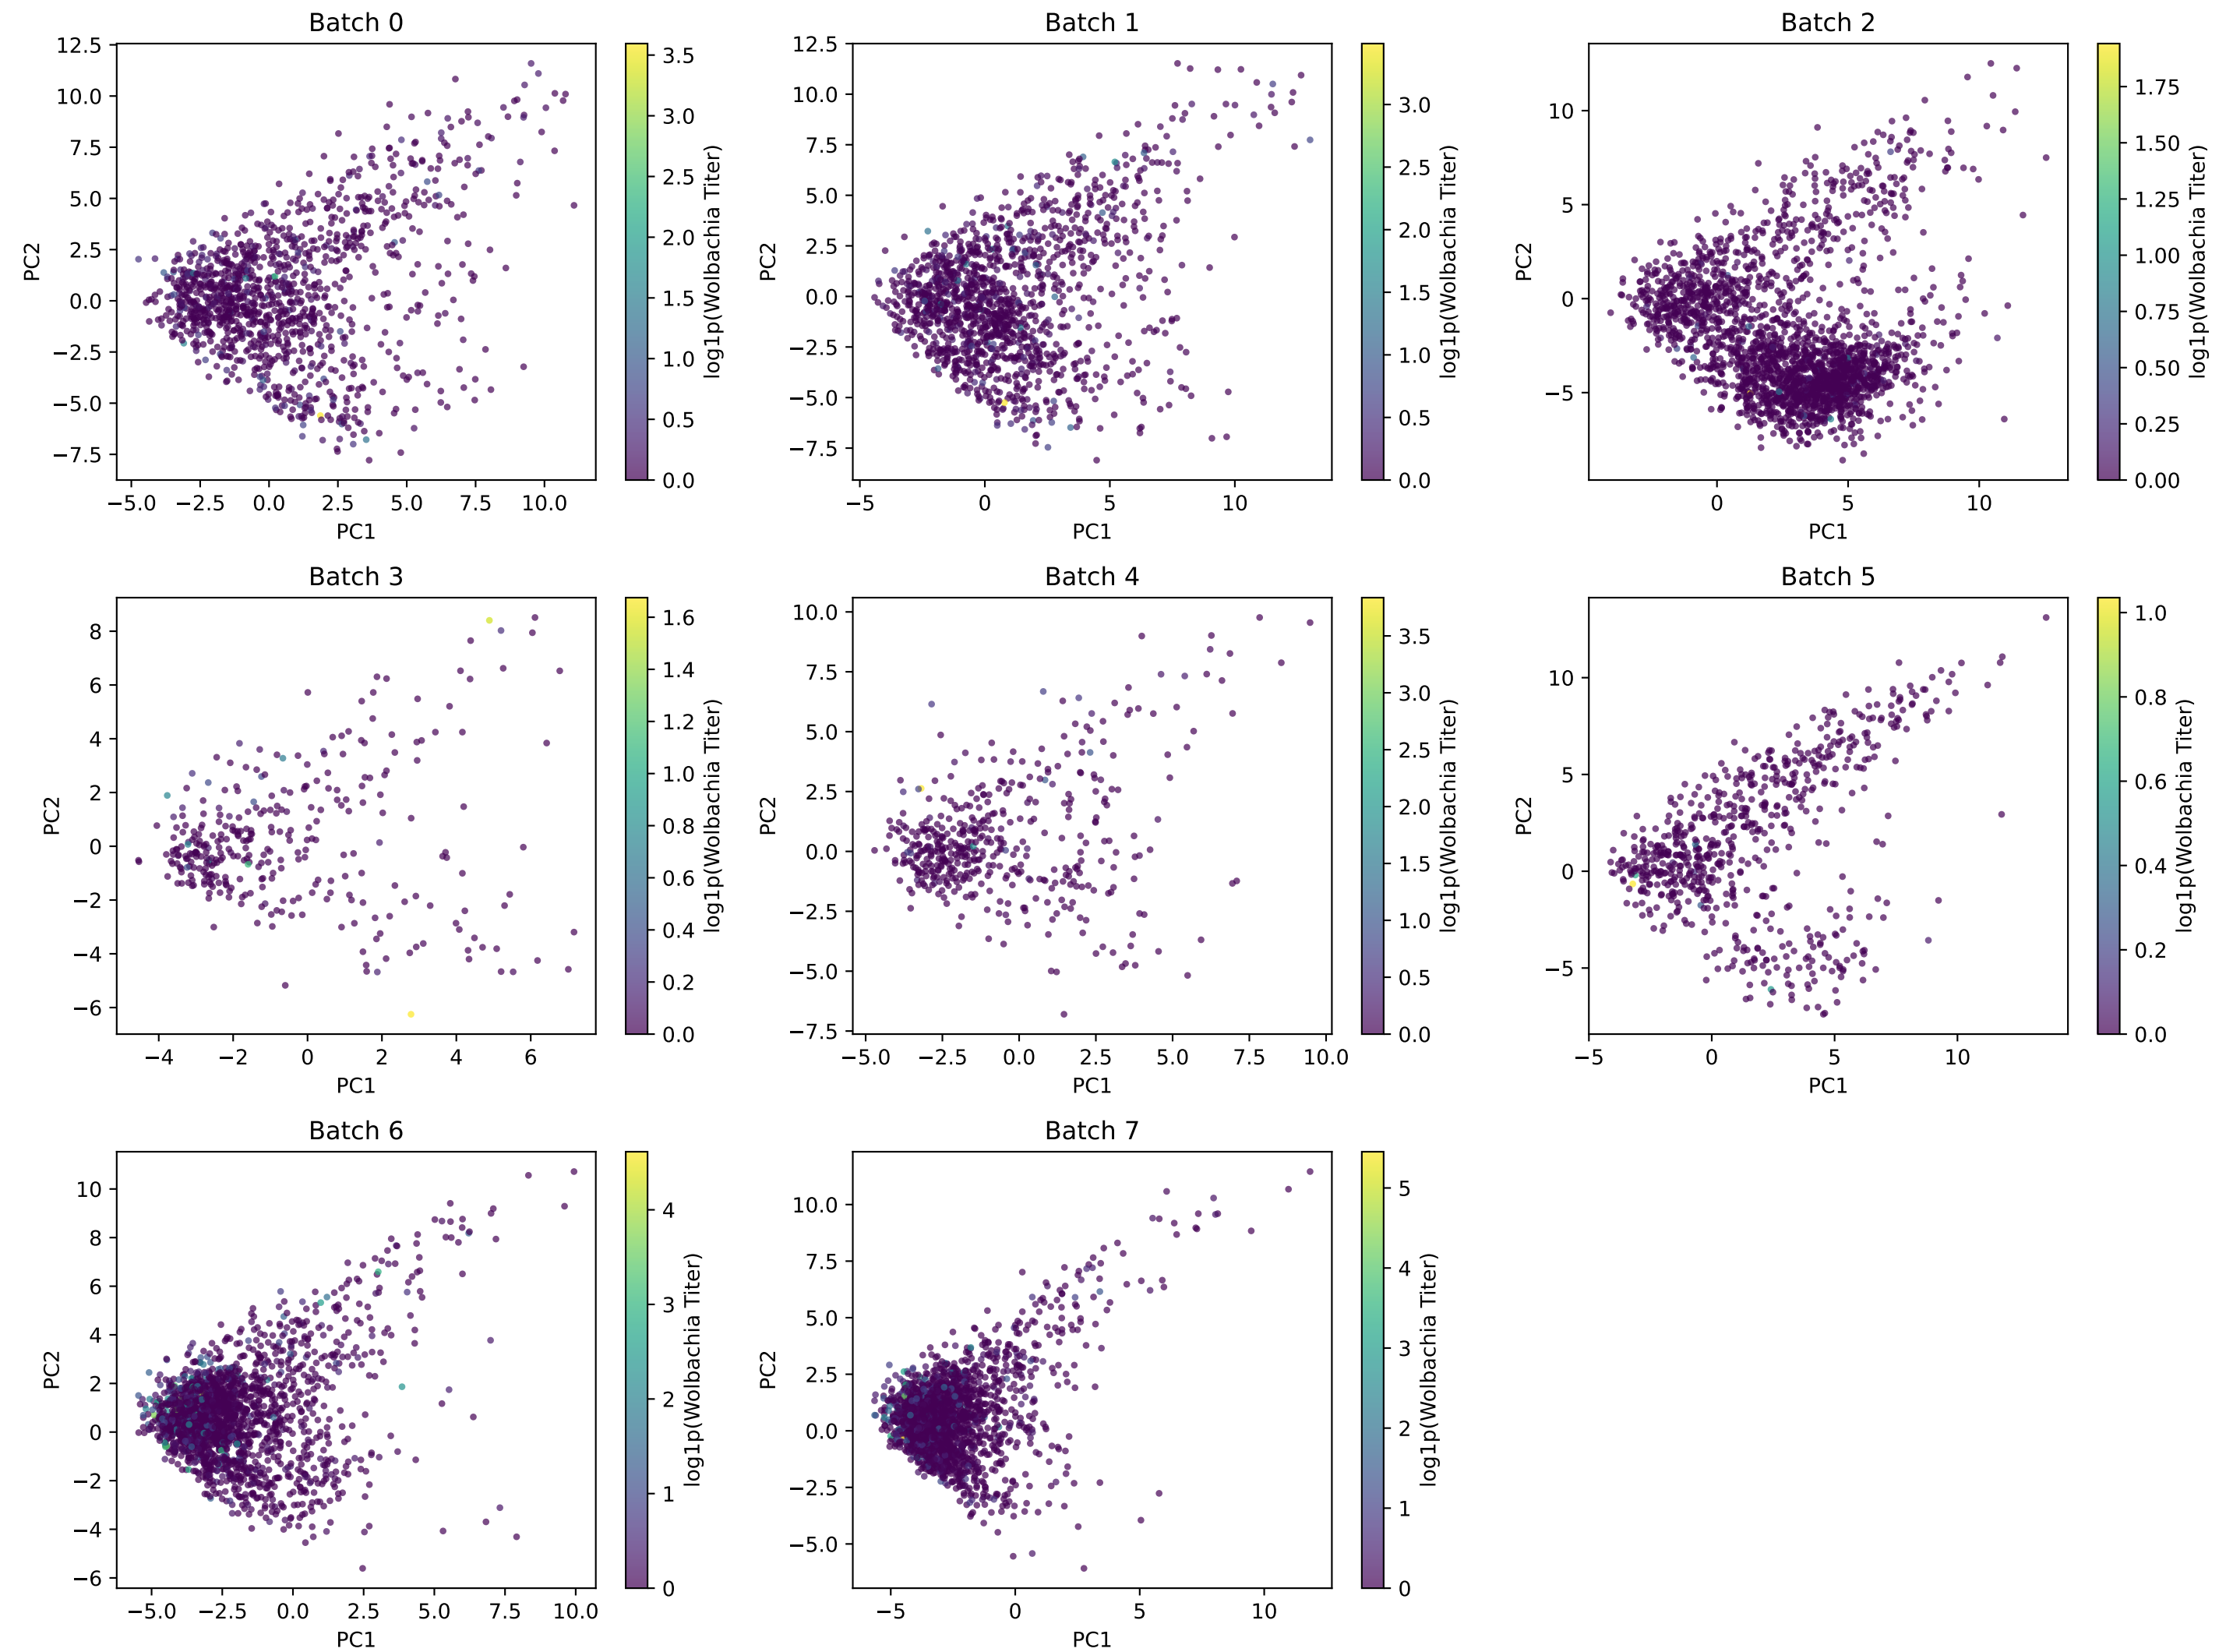 Batch 0
12.5
10.0
7.5
5.0
2.5
0.0
−2.5
−5.0
−7.5
PC2
−5.0 −2.5 0.0 2.5 5.0 7.5 10.0
PC1
3.5
3.0
2.5
2.0
1.5
1.0
0.5
0.0
log1p(Wolbachia Titer)
Batch 1
12.5
10.0
7.5
5.0
2.5
0.0
−2.5
−5.0
−7.5
PC2
−5 0 5 10
PC1
3.0
2.5
2.0
1.5
1.0
0.5
0.0
log1p(Wolbachia Titer)
Batch 2
10
5
0
−5
PC2
0 5 10
PC1
1.75
1.50
1.25
1.00
0.75
0.50
0.25
0.00
log1p(Wolbachia Titer)
Batch 3
8
6
4
2
0
−2
−4
−6
PC2
−4 −2 0 2 4 6
PC1
1.6
1.4
1.2
1.0
0.8
0.6
0.4
0.2
0.0
log1p(Wolbachia Titer)
Batch 4
10.0
7.5
5.0
2.5
0.0
−2.5
−5.0
−7.5
PC2
−5.0 −2.5 0.0 2.5 5.0 7.5 10.0
PC1
3.5
3.0
2.5
2.0
1.5
1.0
0.5
0.0
log1p(Wolbachia Titer)
Batch 5
10
5
0
−5
PC2
−5 0 5 10
PC1
1.0
0.8
0.6
0.4
0.2
0.0
log1p(Wolbachia Titer)
Batch 6
10
8
6
4
2
0
−2
−4
−6
PC2
−5.0 −2.5 0.0 2.5 5.0 7.5 10.0
PC1
4
3
2
1
0
log1p(Wolbachia Titer)
Batch 7
10.0
7.5
5.0
2.5
0.0
−2.5
−5.0
PC2
−5 0 5 10
PC1
5
4
3
2
1
0
log1p(Wolbachia Titer)